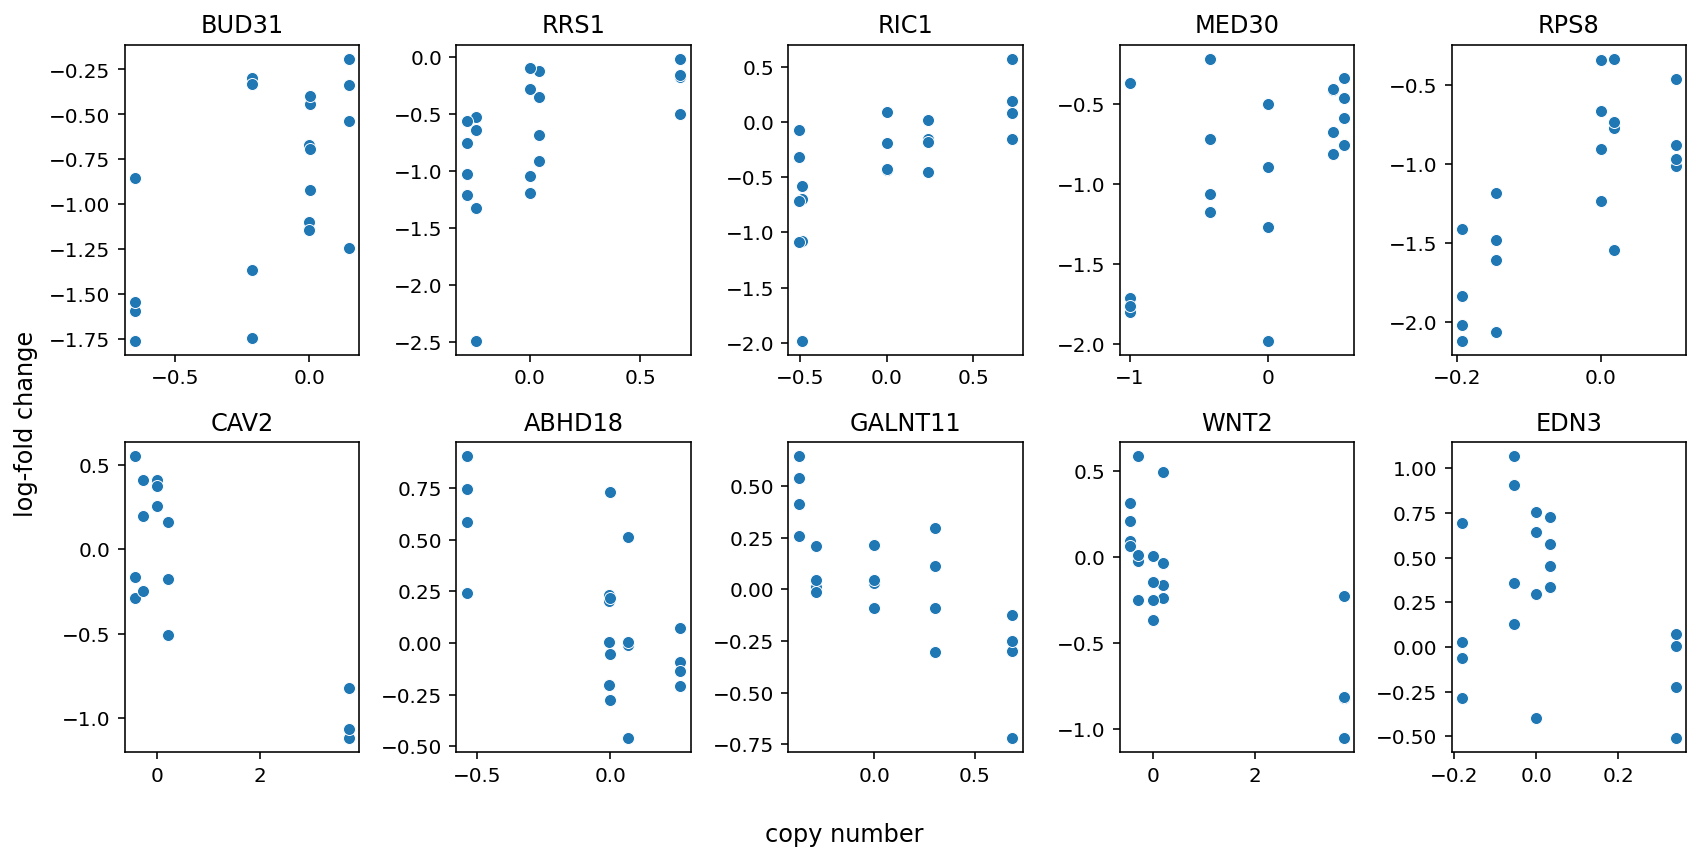 BUD31 RRS1 RIC1 MED30 RPS8
−0.25 −0.50 −0.75 −1.00 −1.25 −1.50 −1.75
−0.5 0.0
0.0 −0.5 −1.0 −1.5 −2.0 −2.5
0.0 0.5
0.5 0.0 −0.5 −1.0 −1.5 −2.0
−0.5 0.0 0.5
−0.5 −1.0 −1.5 −2.0
−1 0
−0.5 −1.0 −1.5 −2.0
−0.2 0.0
log-fold change
CAV2 ABHD18 GALNT11 WNT2 EDN3
0.5 0.0 −0.5 −1.0
0 2
0.75 0.50 0.25 0.00 −0.25 −0.50
−0.5 0.0
0.50 0.25 0.00 −0.25 −0.50 −0.75
0.0 0.5
0.5 0.0 −0.5 −1.0
0 2
1.00 0.75 0.50 0.25 0.00 −0.25 −0.50
−0.2 0.0 0.2
copy number